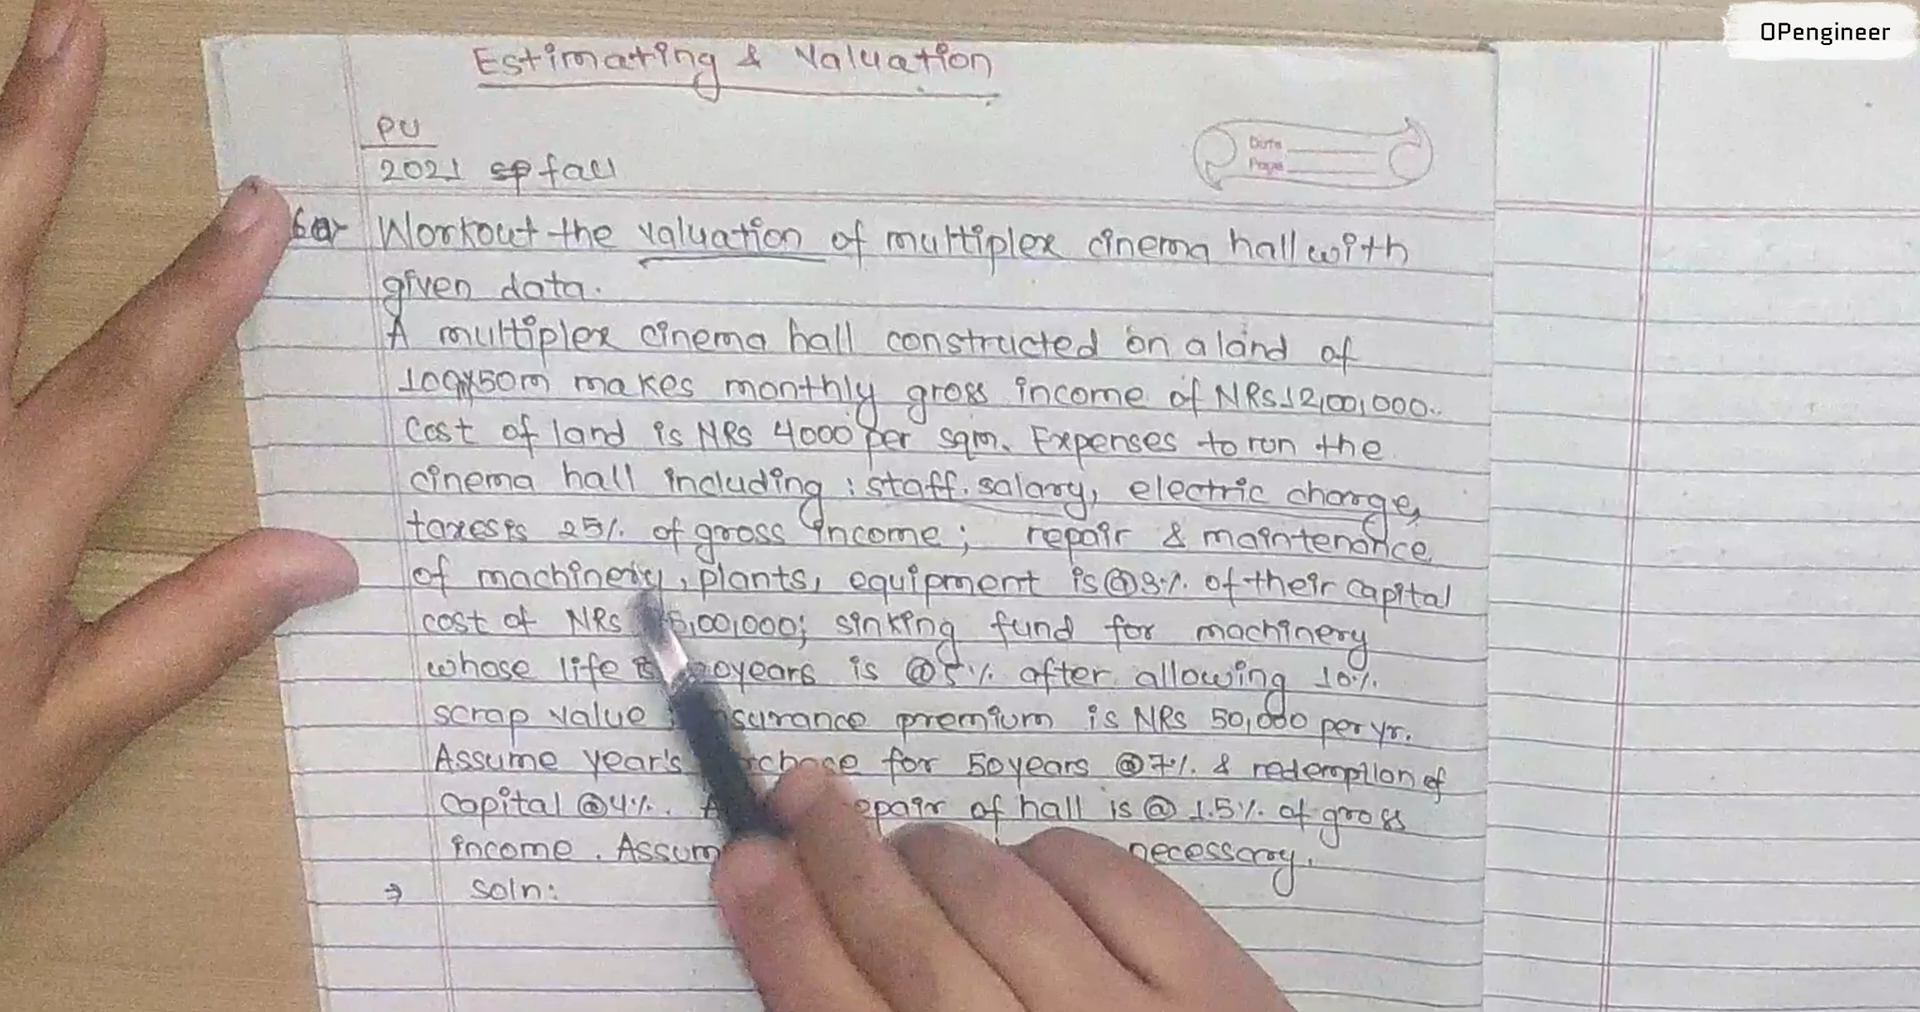 OPengineer
Estimating & Valuation
PU
2021 sp fall
Date
Page
6a> Workout the valuation of multiplex cinema hall with
given data.
A multiplex cinema hall constructed on a land of
100mx50m makes monthly gross income of NRs 12,00,000..
Cost of land is NRs 4000 per sqm. Expenses to run the
cinema hall including : staff salary, electric charge,
taxes is 25% of gross income; repair & maintenance
of machinery, plants, equipment is @3% of their capital
cost of NRs 5,00,000; sinking fund for machinery
whose life is years is @5% after allowing 10%
scrap value premium is NRS 50,000 per yr.
Assume year's for 50years @7% & redemption of
capital @4%. of hall is @ 1.5% of gross
income. necessary.
→ soln: